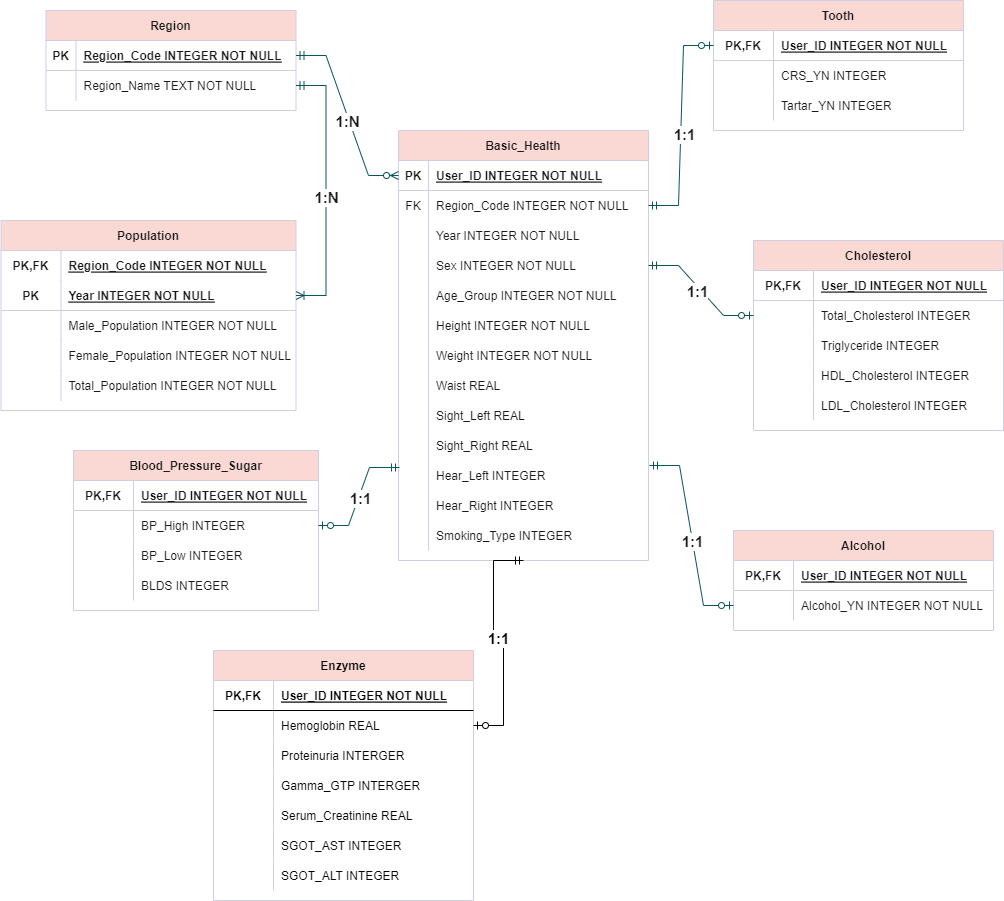 Region
PK Region_Code INTEGER NOT NULL
Region_Name TEXT NOT NULL
1:N
1:N
Population
PK,FK Region_Code INTEGER NOT NULL
PK Year INTEGER NOT NULL
Male_Population INTEGER NOT NULL
Female_Population INTEGER NOT NULL
Total_Population INTEGER NOT NULL
Basic_Health
PK User_ID INTEGER NOT NULL
FK Region_Code INTEGER NOT NULL
Year INTEGER NOT NULL
Sex INTEGER NOT NULL
Age_Group INTEGER NOT NULL
Height INTEGER NOT NULL
Weight INTEGER NOT NULL
Waist REAL
Sight_Left REAL
Sight_Right REAL
Hear_Left INTEGER
Hear_Right INTEGER
Smoking_Type INTEGER
Tooth
PK,FK User_ID INTEGER NOT NULL
CRS_YN INTEGER
Tartar_YN INTEGER
1:1
Cholesterol
PK,FK User_ID INTEGER NOT NULL
Total_Cholesterol INTEGER
Triglyceride INTEGER
HDL_Cholesterol INTEGER
LDL_Cholesterol INTEGER
1:1
Blood_Pressure_Sugar
PK,FK User_ID INTEGER NOT NULL
BP_High INTEGER
BP_Low INTEGER
BLDS INTEGER
1:1
Alcohol
PK,FK User_ID INTEGER NOT NULL
Alcohol_YN INTEGER NOT NULL
1:1
Enzyme
PK,FK User_ID INTEGER NOT NULL
Hemoglobin REAL
Proteinuria INTERGER
Gamma_GTP INTERGER
Serum_Creatinine REAL
SGOT_AST INTEGER
SGOT_ALT INTEGER
1:1